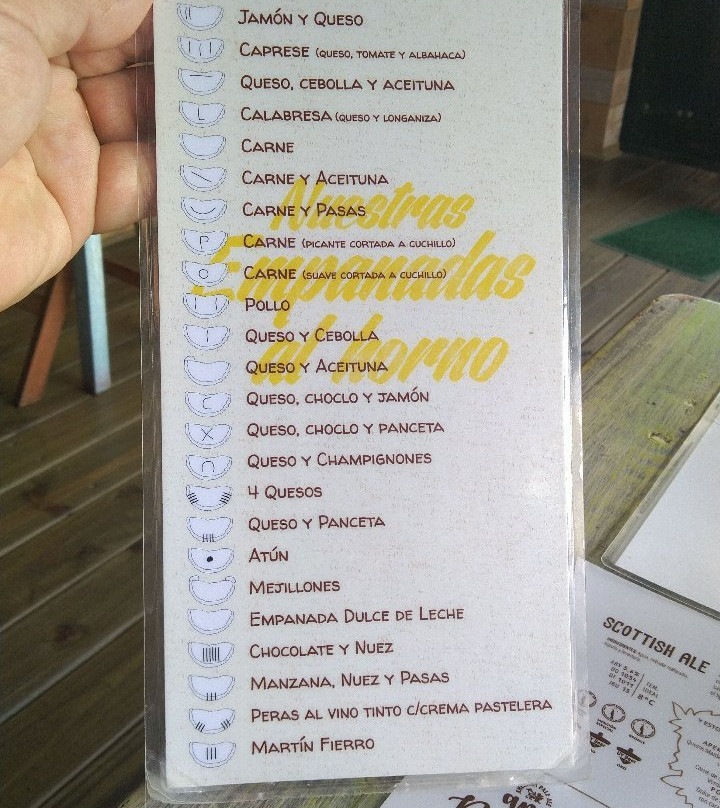 Jamón y Queso
Caprese (queso, tomate y albahaca)
Queso, cebolla y aceituna
L Calabresa (queso y longaniza)
Carne
Carne y Aceituna
Carne y Pasas
P Carne (picante cortada a cuchillo)
O Carne (suave cortada a cuchillo)
Pollo
Queso y Cebolla
Queso y Aceituna
C Queso, choclo y jamón
X Queso, choclo y panceta
Queso y Champignones
4 Quesos
Queso y Panceta
Atún
Mejillones
Empanada Dulce de Leche
Chocolate y Nuez
Manzana, Nuez y Pasas
Peras al vino tinto c/crema pastelera
Martín Fierro
Nuestras
Empanadas
al horno
Scottish Ale
8°C